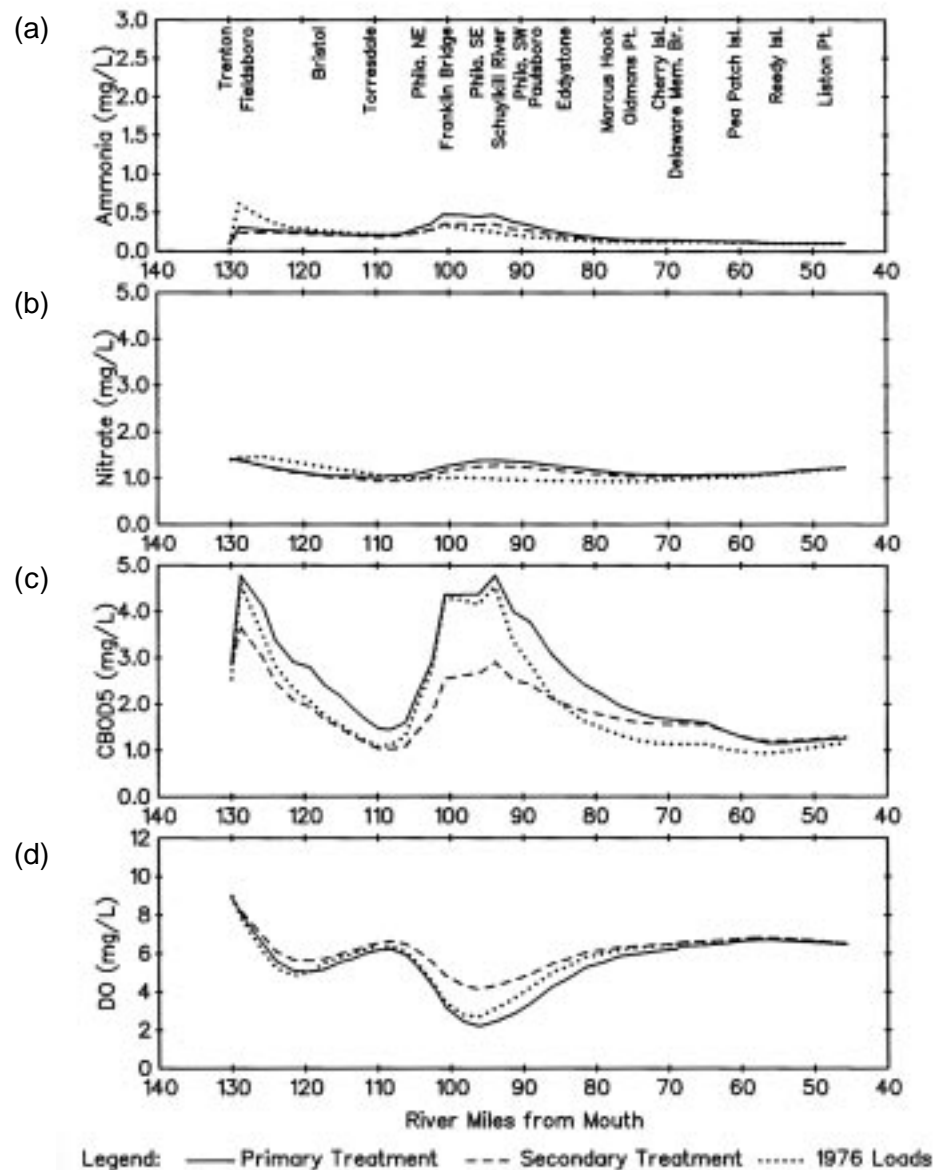 (a)
Ammonia (mg/L)
3.0
2.5
2.0
1.5
1.0
0.5
0.0
Trenton
Fieldsboro
Bristol
Torresdale
Phila. NE
Franklin Bridge
Phila. SE
Schuylkill River
Phila. SW
Paulsboro
Eddystone
Marcus Hook
Oldmans Pt.
Cherry Isl.
Delaware Mem. Br.
Pea Patch Isl.
Reedy Isl.
Liston Pt.
140 130 120 110 100 90 80 70 60 50 40
(b)
Nitrate (mg/L)
5.0
4.0
3.0
2.0
1.0
0.0
140 130 120 110 100 90 80 70 60 50 40
(c)
CBOD5 (mg/L)
5.0
4.0
3.0
2.0
1.0
0.0
140 130 120 110 100 90 80 70 60 50 40
(d)
DO (mg/L)
12
10
8
6
4
2
0
140 130 120 110 100 90 80 70 60 50 40
River Miles from Mouth
Legend: Primary Treatment Secondary Treatment 1976 Loads